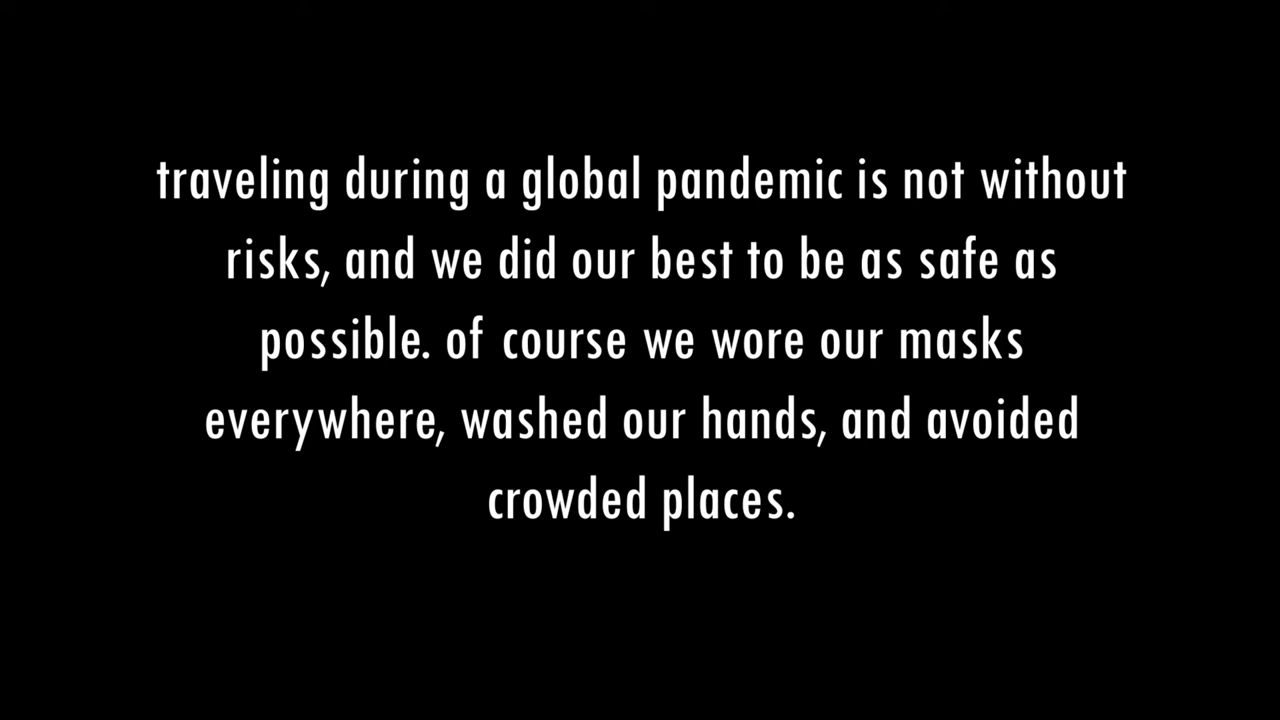 traveling during a global pandemic is not without
risks, and we did our best to be as safe as
possible. of course we wore our masks
everywhere, washed our hands, and avoided
crowded places.